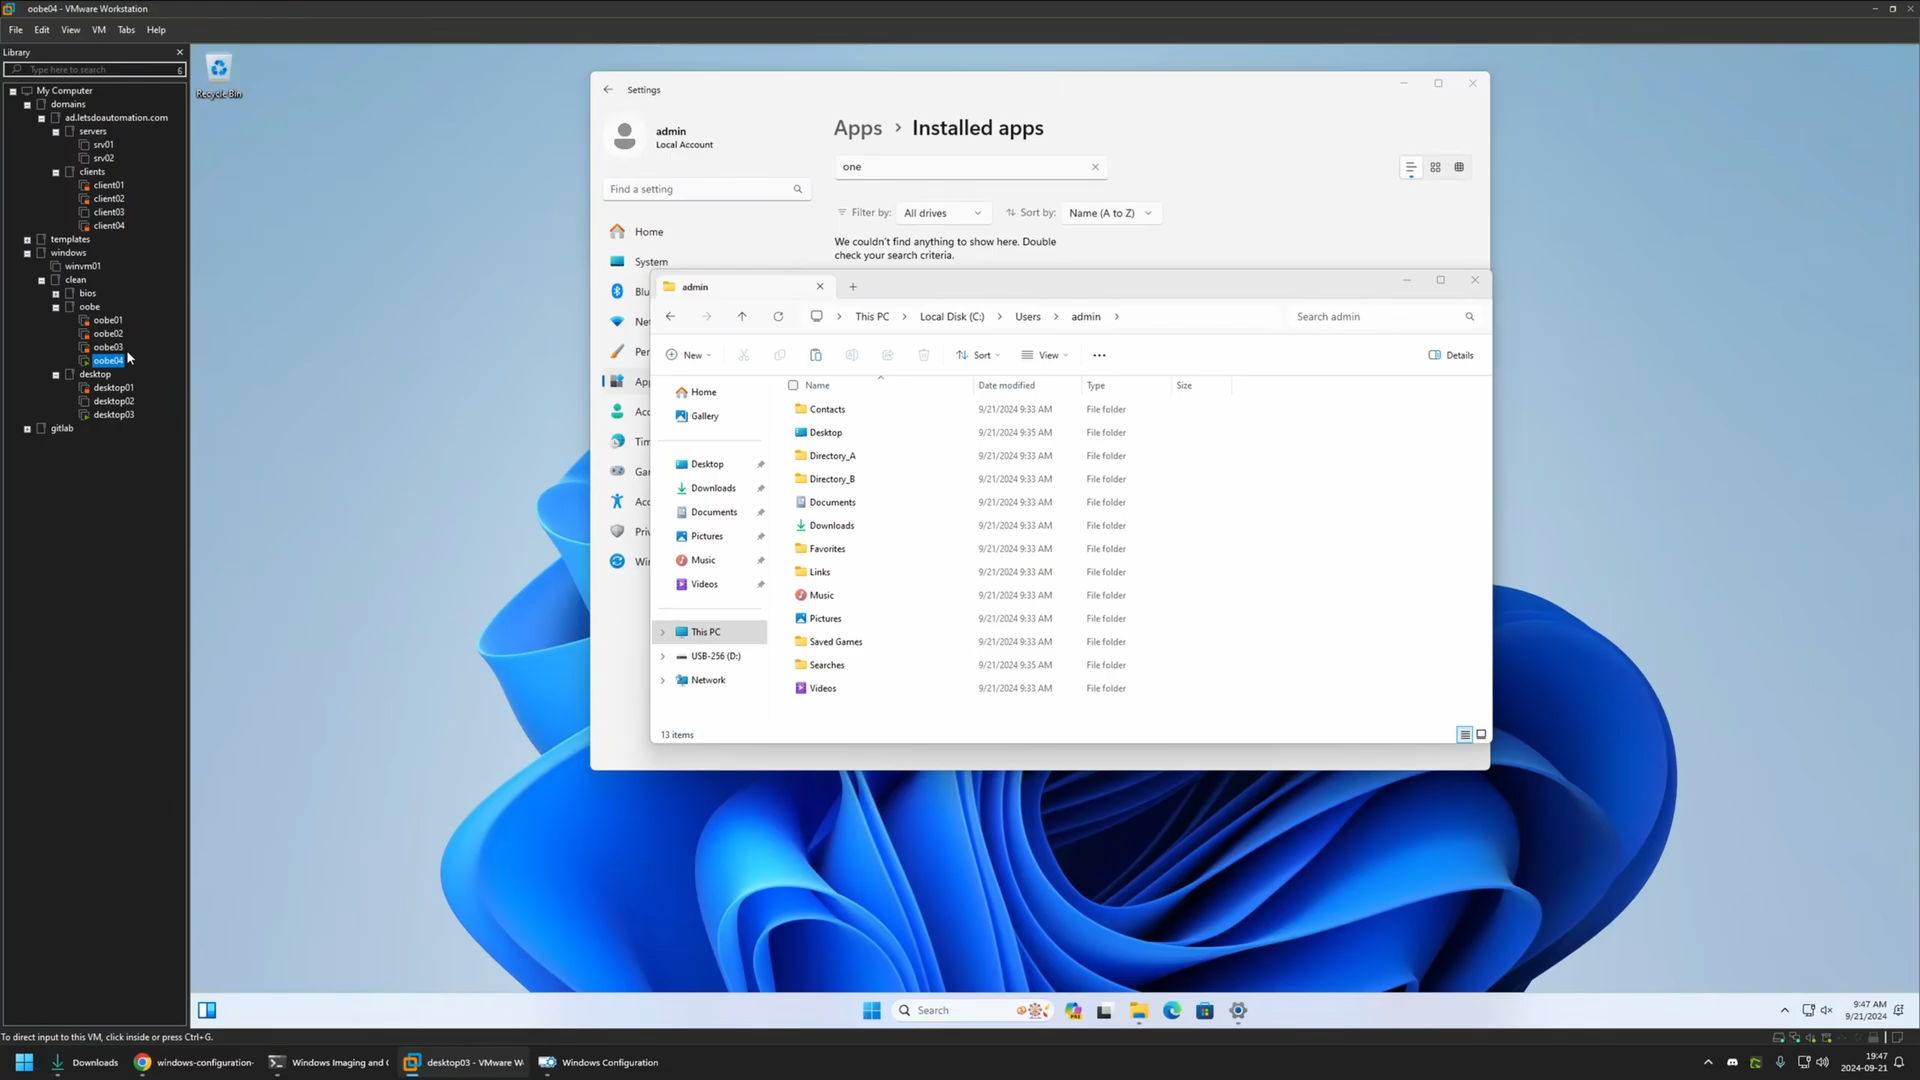 oobe04 - VMware Workstation
File Edit View VM Tabs Help
Library
Type here to search
My Computer
domains
ad.letsdoautomation.com
servers
srv01
srv02
clients
client01
client02
client03
client04
templates
windows
winvm01
clean
bios
oobe
oobe01
oobe02
oobe03
oobe04
desktop
desktop01
desktop02
desktop03
gitlab
Recycle Bin
Settings
admin
Local Account
Find a setting
Home
System
Blu
Net
Per
App
Acc
Tim
Gar
Acc
Priv
Win
Apps > Installed apps
one
Filter by: All drives
Sort by: Name (A to Z)
We couldn't find anything to show here. Double
check your search criteria.
admin
This PC > Local Disk (C:) > Users > admin >
Search admin
New
Sort
View
Details
Home
Gallery
Desktop
Downloads
Documents
Pictures
Music
Videos
This PC
USB-256 (D:)
Network
Name Date modified Type Size
Contacts 9/21/2024 9:33 AM File folder
Desktop 9/21/2024 9:35 AM File folder
Directory_A 9/21/2024 9:33 AM File folder
Directory_B 9/21/2024 9:33 AM File folder
Documents 9/21/2024 9:33 AM File folder
Downloads 9/21/2024 9:33 AM File folder
Favorites 9/21/2024 9:33 AM File folder
Links 9/21/2024 9:33 AM File folder
Music 9/21/2024 9:33 AM File folder
Pictures 9/21/2024 9:33 AM File folder
Saved Games 9/21/2024 9:33 AM File folder
Searches 9/21/2024 9:35 AM File folder
Videos 9/21/2024 9:33 AM File folder
13 items
Search
9:47 AM
9/21/2024
To direct input to this VM, click inside or press Ctrl+G.
Downloads
windows-configuration-
Windows Imaging and C
desktop03 - VMware W
Windows Configuration
19:47
2024-09-21